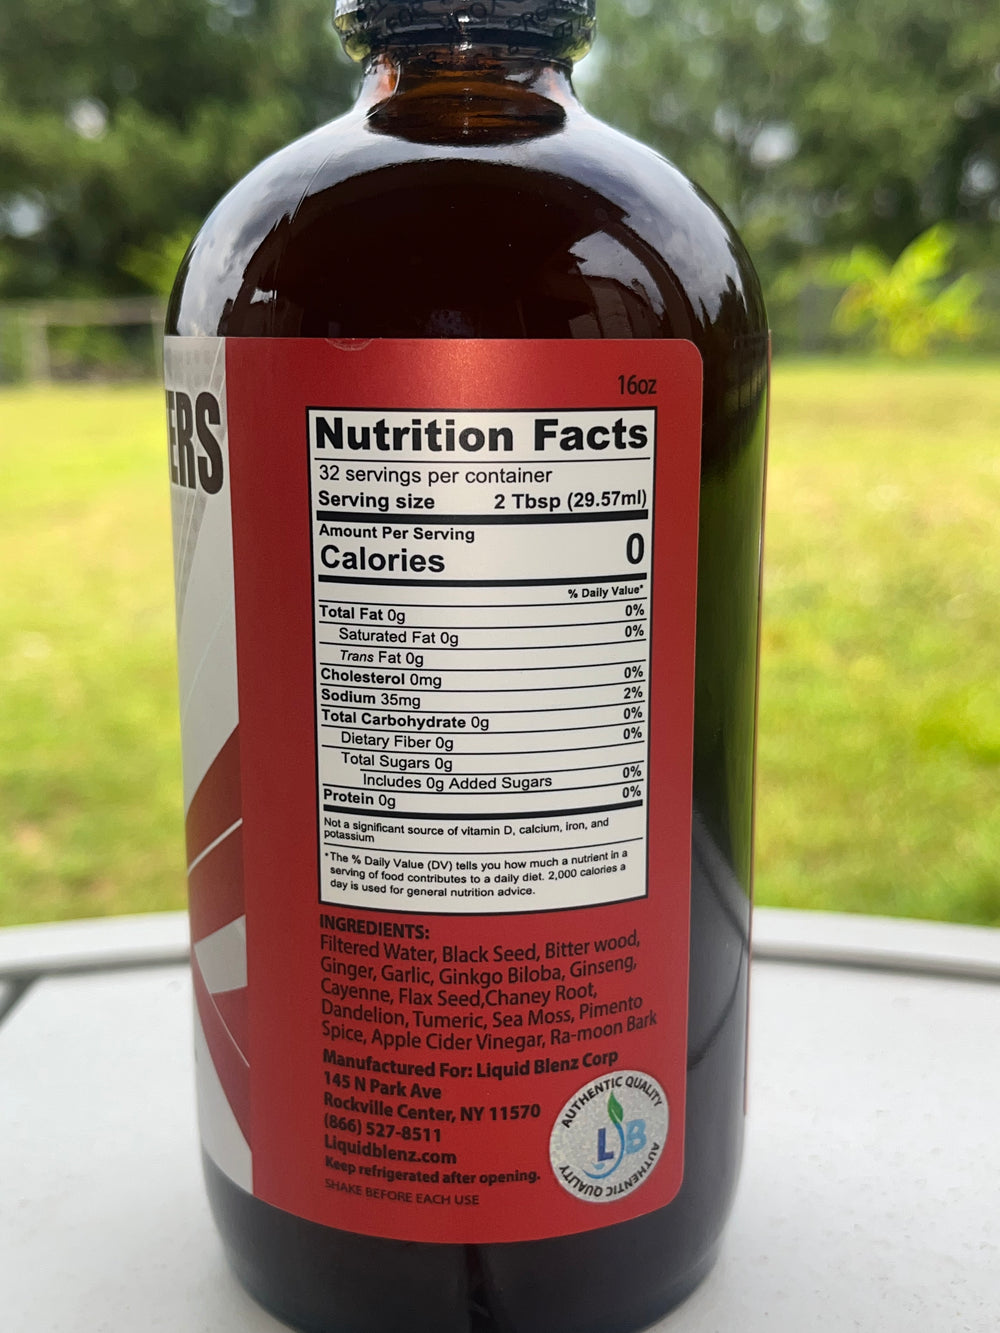 ERS
16oz
Nutrition Facts
32 servings per container
Serving size 2 Tbsp (29.57ml)
Amount Per Serving
Calories 0
% Daily Value*
Total Fat 0g 0%
Saturated Fat 0g 0%
Trans Fat 0g
Cholesterol 0mg 0%
Sodium 35mg 2%
Total Carbohydrate 0g 0%
Dietary Fiber 0g 0%
Total Sugars 0g
Includes 0g Added Sugars 0%
Protein 0g 0%
Not a significant source of vitamin D, calcium, iron, and
potassium
*The % Daily Value (DV) tells you how much a nutrient in a
serving of food contributes to a daily diet. 2,000 calories a
day is used for general nutrition advice.
INGREDIENTS:
Filtered Water, Black Seed, Bitter wood,
Ginger, Garlic, Ginkgo Biloba, Ginseng,
Cayenne, Flax Seed,Chaney Root,
Dandelion, Tumeric, Sea Moss, Pimento
Spice, Apple Cider Vinegar, Ra-moon Bark
Manufactured For: Liquid Blenz Corp
145 N Park Ave
Rockville Center, NY 11570
(866) 527-8511
Liquidblenz.com
Keep refrigerated after opening.
SHAKE BEFORE EACH USE
AUTHENTIC QUALITY
LB
AUTHENTIC QUALITY